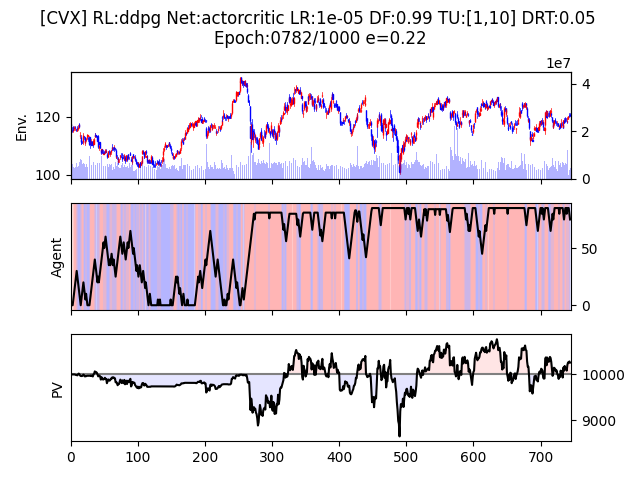 [CVX] RL:ddpg Net:actorcritic LR:1e-05 DF:0.99 TU:[1,10] DRT:0.05
Epoch:0782/1000 e=0.22
1e7
Env.
120
100
4
2
0
Agent
50
0
PV
10000
9000
0 100 200 300 400 500 600 700